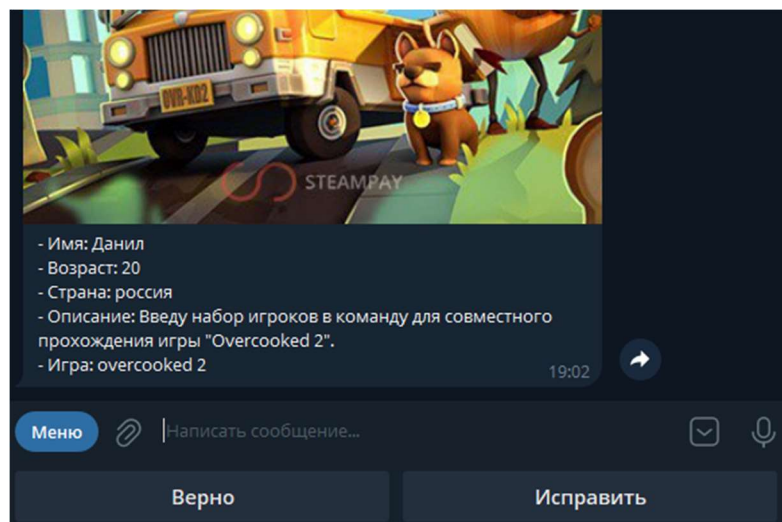 OVR-KD2
STEAMPAY
- Имя: Данил
- Возраст: 20
- Страна: россия
- Описание: Введу набор игроков в команду для совместного
прохождения игры "Overcooked 2".
- Игра: overcooked 2
19:02
Меню
Написать сообщение...
Верно
Исправить